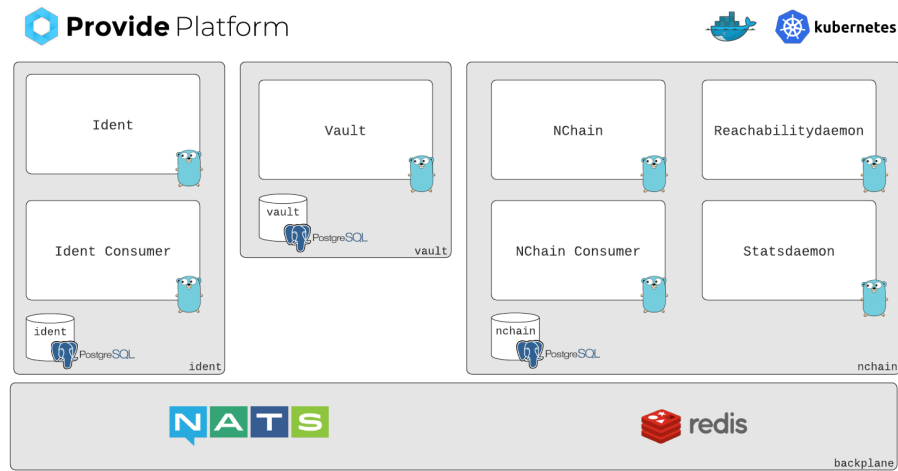 Provide Platform
kubernetes
Ident
Ident Consumer
ident
PostgreSQL
ident
Vault
vault
PostgreSQL
vault
NChain
Reachabilitydaemon
NChain Consumer
Statsdaemon
nchain
PostgreSQL
nchain
NATS
redis
backplane